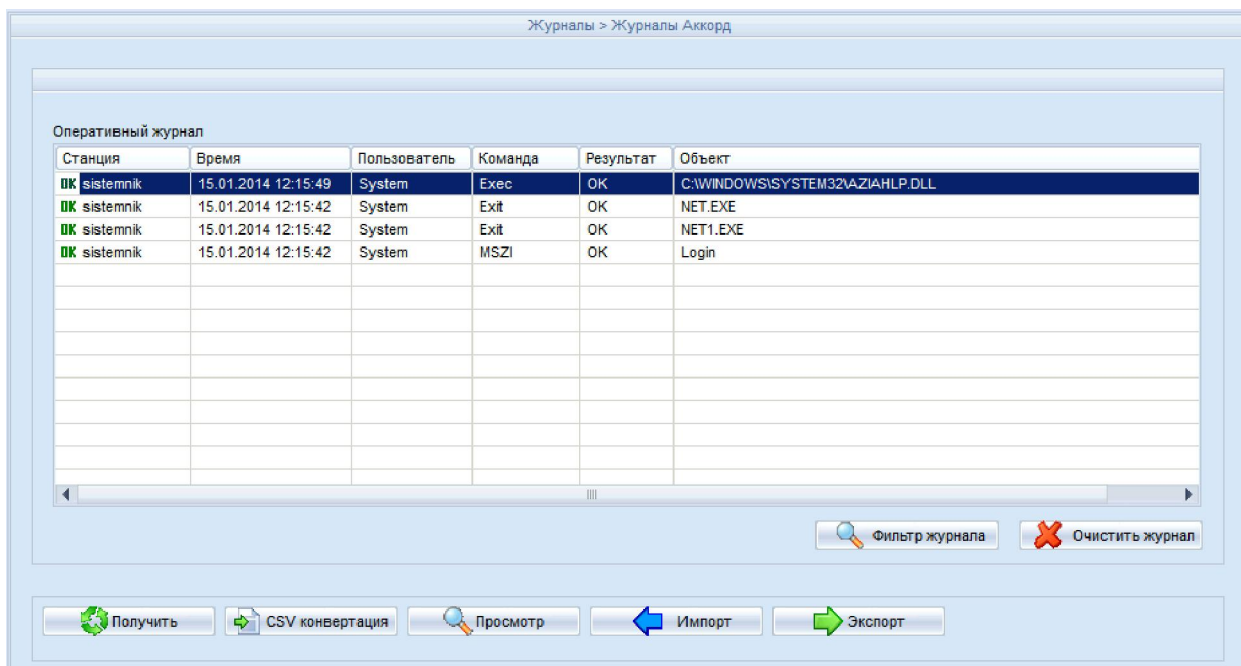 Журналы > Журналы Аккорд
Оперативный журнал
Станция Время Пользователь Команда Результат Объект
OK sistemnik 15.01.2014 12:15:49 System Exec OK C:\WINDOWS\SYSTEM32\AZIAHLP.DLL
OK sistemnik 15.01.2014 12:15:42 System Exit OK NET.EXE
OK sistemnik 15.01.2014 12:15:42 System Exit OK NET1.EXE
OK sistemnik 15.01.2014 12:15:42 System MSZI OK Login
Фильтр журнала Очистить журнал
Получить CSV конвертация Просмотр Импорт Экспорт